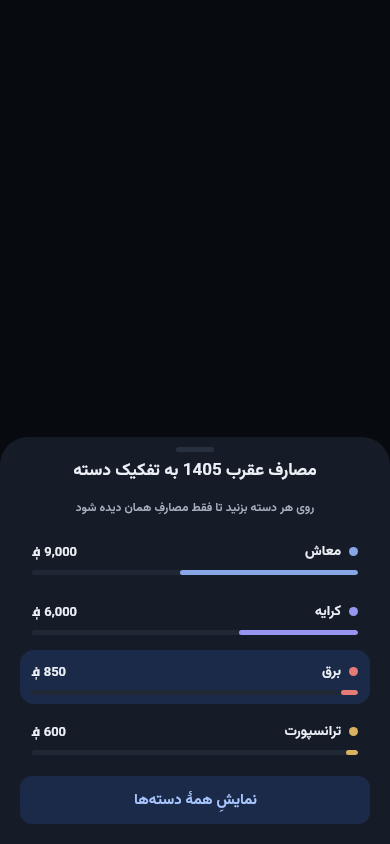 مصارف عقرب 1405 به تفکیک دسته
روی هر دسته بزنید تا فقط مصارفِ همان دیده شود
معاش
9,000 ؋
کرایه
6,000 ؋
برق
850 ؋
ترانسپورت
600 ؋
نمایشِ همهٔ دسته‌ها